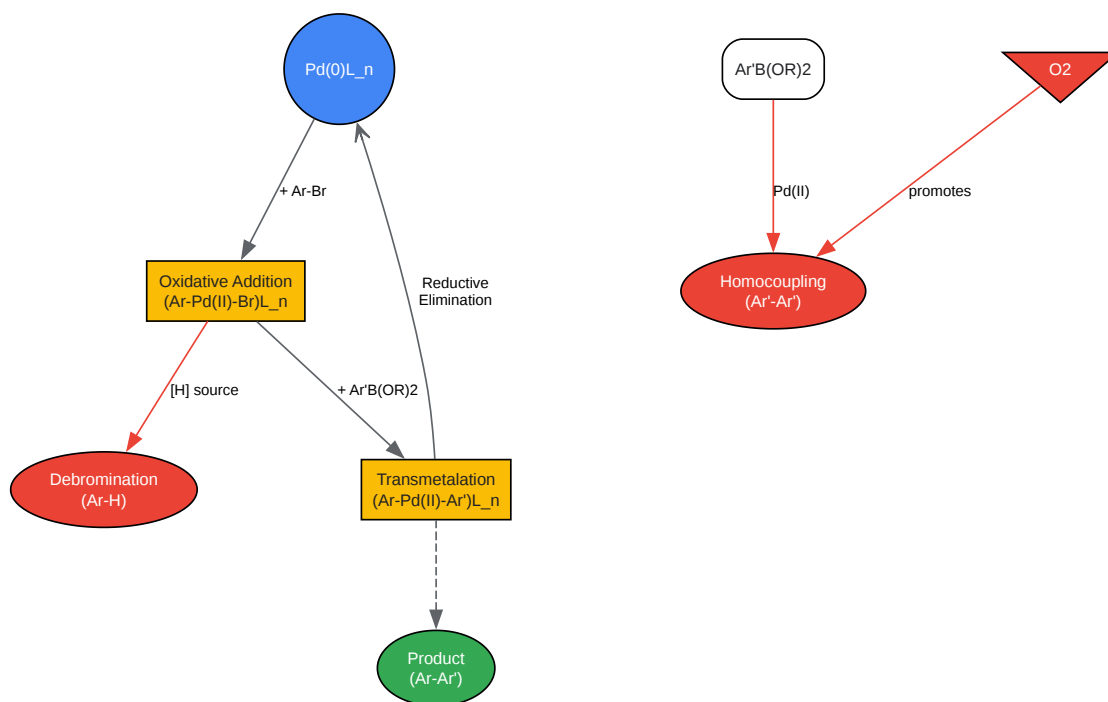 Pd(0)L_n
Ar'B(OR)2
O2
+ Ar-Br
Pd(II)
promotes
Oxidative Addition
(Ar-Pd(II)-Br)L_n
Reductive
Elimination
Homocoupling
(Ar'-Ar')
[H] source
+ Ar'B(OR)2
Debromination
(Ar-H)
Transmetalation
(Ar-Pd(II)-Ar')L_n
Product
(Ar-Ar')